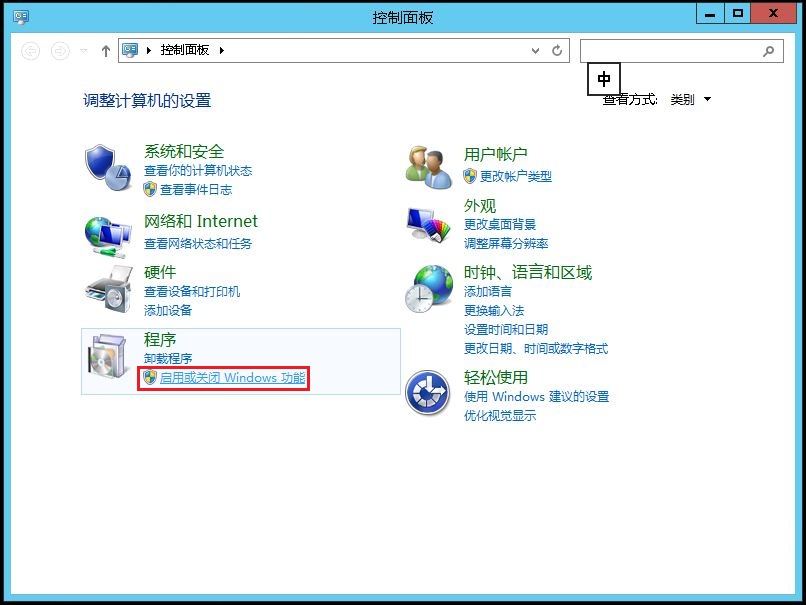 控制面板
控制面板
中
查看方式: 类别
调整计算机的设置
系统和安全
查看你的计算机状态
查看事件日志
网络和 Internet
查看网络状态和任务
硬件
查看设备和打印机
添加设备
程序
卸载程序
启用或关闭 Windows 功能
用户帐户
更改帐户类型
外观
更改桌面背景
调整屏幕分辨率
时钟、语言和区域
添加语言
更换输入法
设置时间和日期
更改日期、时间或数字格式
轻松使用
使用 Windows 建议的设置
优化视觉显示